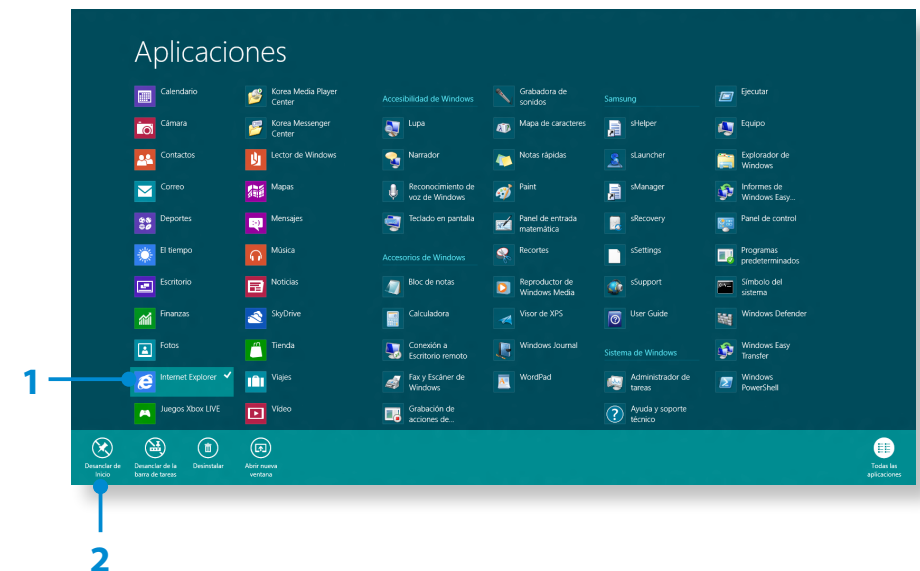 Aplicaciones
Calendario
Cámara
Contactos
Correo
Deportes
El tiempo
Escritorio
Finanzas
Fotos
Internet Explorer
Juegos Xbox LIVE
Korea Media Player
Center
Korea Messenger
Center
Lector de Windows
Mapas
Mensajes
Música
Noticias
SkyDrive
Tienda
Viajes
Vídeo
Accesibilidad de Windows
Lupa
Narrador
Reconocimiento de
voz de Windows
Teclado en pantalla
Accesorios de Windows
Bloc de notas
Calculadora
Conexión a
Escritorio remoto
Fax y Escáner de
Windows
Grabación de
acciones de...
Grabadora de
sonidos
Mapa de caracteres
Notas rápidas
Paint
Panel de entrada
matemática
Recortes
Reproductor de
Windows Media
Visor de XPS
Windows Journal
WordPad
Samsung
sHelper
sLauncher
sManager
sRecovery
sSettings
sSupport
User Guide
Sistema de Windows
Administrador de
tareas
Ayuda y soporte
técnico
Ejecutar
Equipo
Explorador de
Windows
Informes de
Windows Easy...
Panel de control
Programas
predeterminados
Símbolo del
sistema
Windows Defender
Windows Easy
Transfer
Windows
PowerShell
1
Desanclar de
Inicio
Desanclar de la
barra de tareas
Desinstalar
Abrir nueva
ventana
Todas las
aplicaciones
2